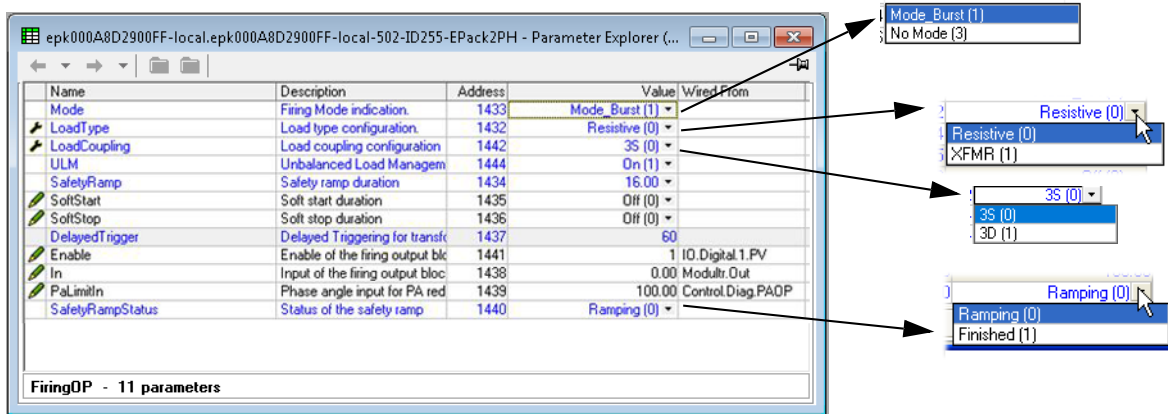 epk000A8D2900FF-local.epk000A8D2900FF-local-502-ID255-EPack2PH - Parameter Explorer (...
Name Description Address Value Wired From
Mode Firing Mode indication. 1433 Mode_Burst (1)
LoadType Load type configuration. 1432 Resistive (0)
LoadCoupling Load coupling configuration 1442 3S (0)
ULM Unbalanced Load Managem 1444 On (1)
SafetyRamp Safety ramp duration 1434 16.00
SoftStart Soft start duration 1435 Off (0)
SoftStop Soft stop duration 1436 Off (0)
DelayedTrigger Delayed Triggering for transfo 1437 60
Enable Enable of the firing output blo 1441 1 IO.Digital.1.PV
In Input of the firing output bloc 1438 0.00 Modultr.Out
PaLimitIn Phase angle input for PA red 1439 100.00 Control.Diag.PAOP
SafetyRampStatus Status of the safety ramp 1440 Ramping (0)
FiringOP - 11 parameters
Mode_Burst (1)
No Mode (3)
Resistive (0)
Resistive (0)
XFMR (1)
3S (0)
3S (0)
3D (1)
Ramping (0)
Ramping (0)
Finished (1)